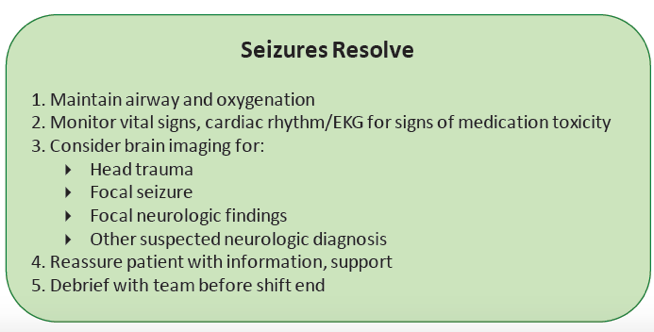 Seizures Resolve
1. Maintain airway and oxygenation
2. Monitor vital signs, cardiac rhythm/EKG for signs of medication toxicity
3. Consider brain imaging for:
Head trauma
Focal seizure
Focal neurologic findings
Other suspected neurologic diagnosis
4. Reassure patient with information, support
5. Debrief with team before shift end